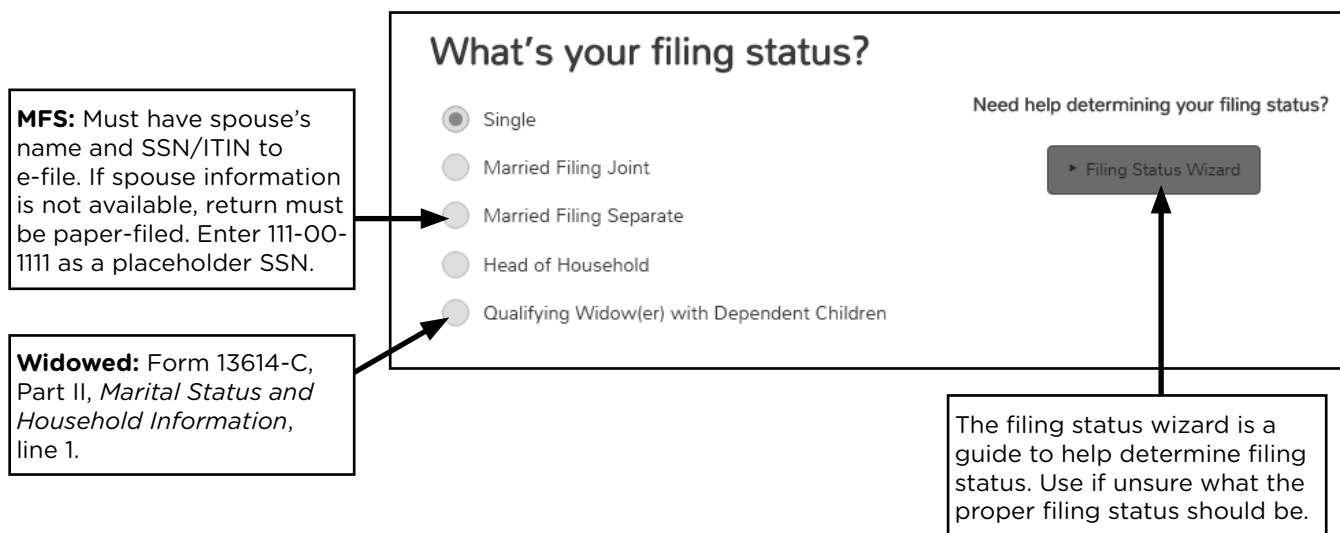 What's your filing status?
Single
Married Filing Joint
Married Filing Separate
Head of Household
Qualifying Widow(er) with Dependent Children
Need help determining your filing status?
Filing Status Wizard
MFS: Must have spouse's
name and SSN/ITIN to
e-file. If spouse information
is not available, return must
be paper-filed. Enter 111-00-
1111 as a placeholder SSN.
Widowed: Form 13614-C,
Part II, Marital Status and
Household Information,
line 1.
The filing status wizard is a
guide to help determine filing
status. Use if unsure what the
proper filing status should be.